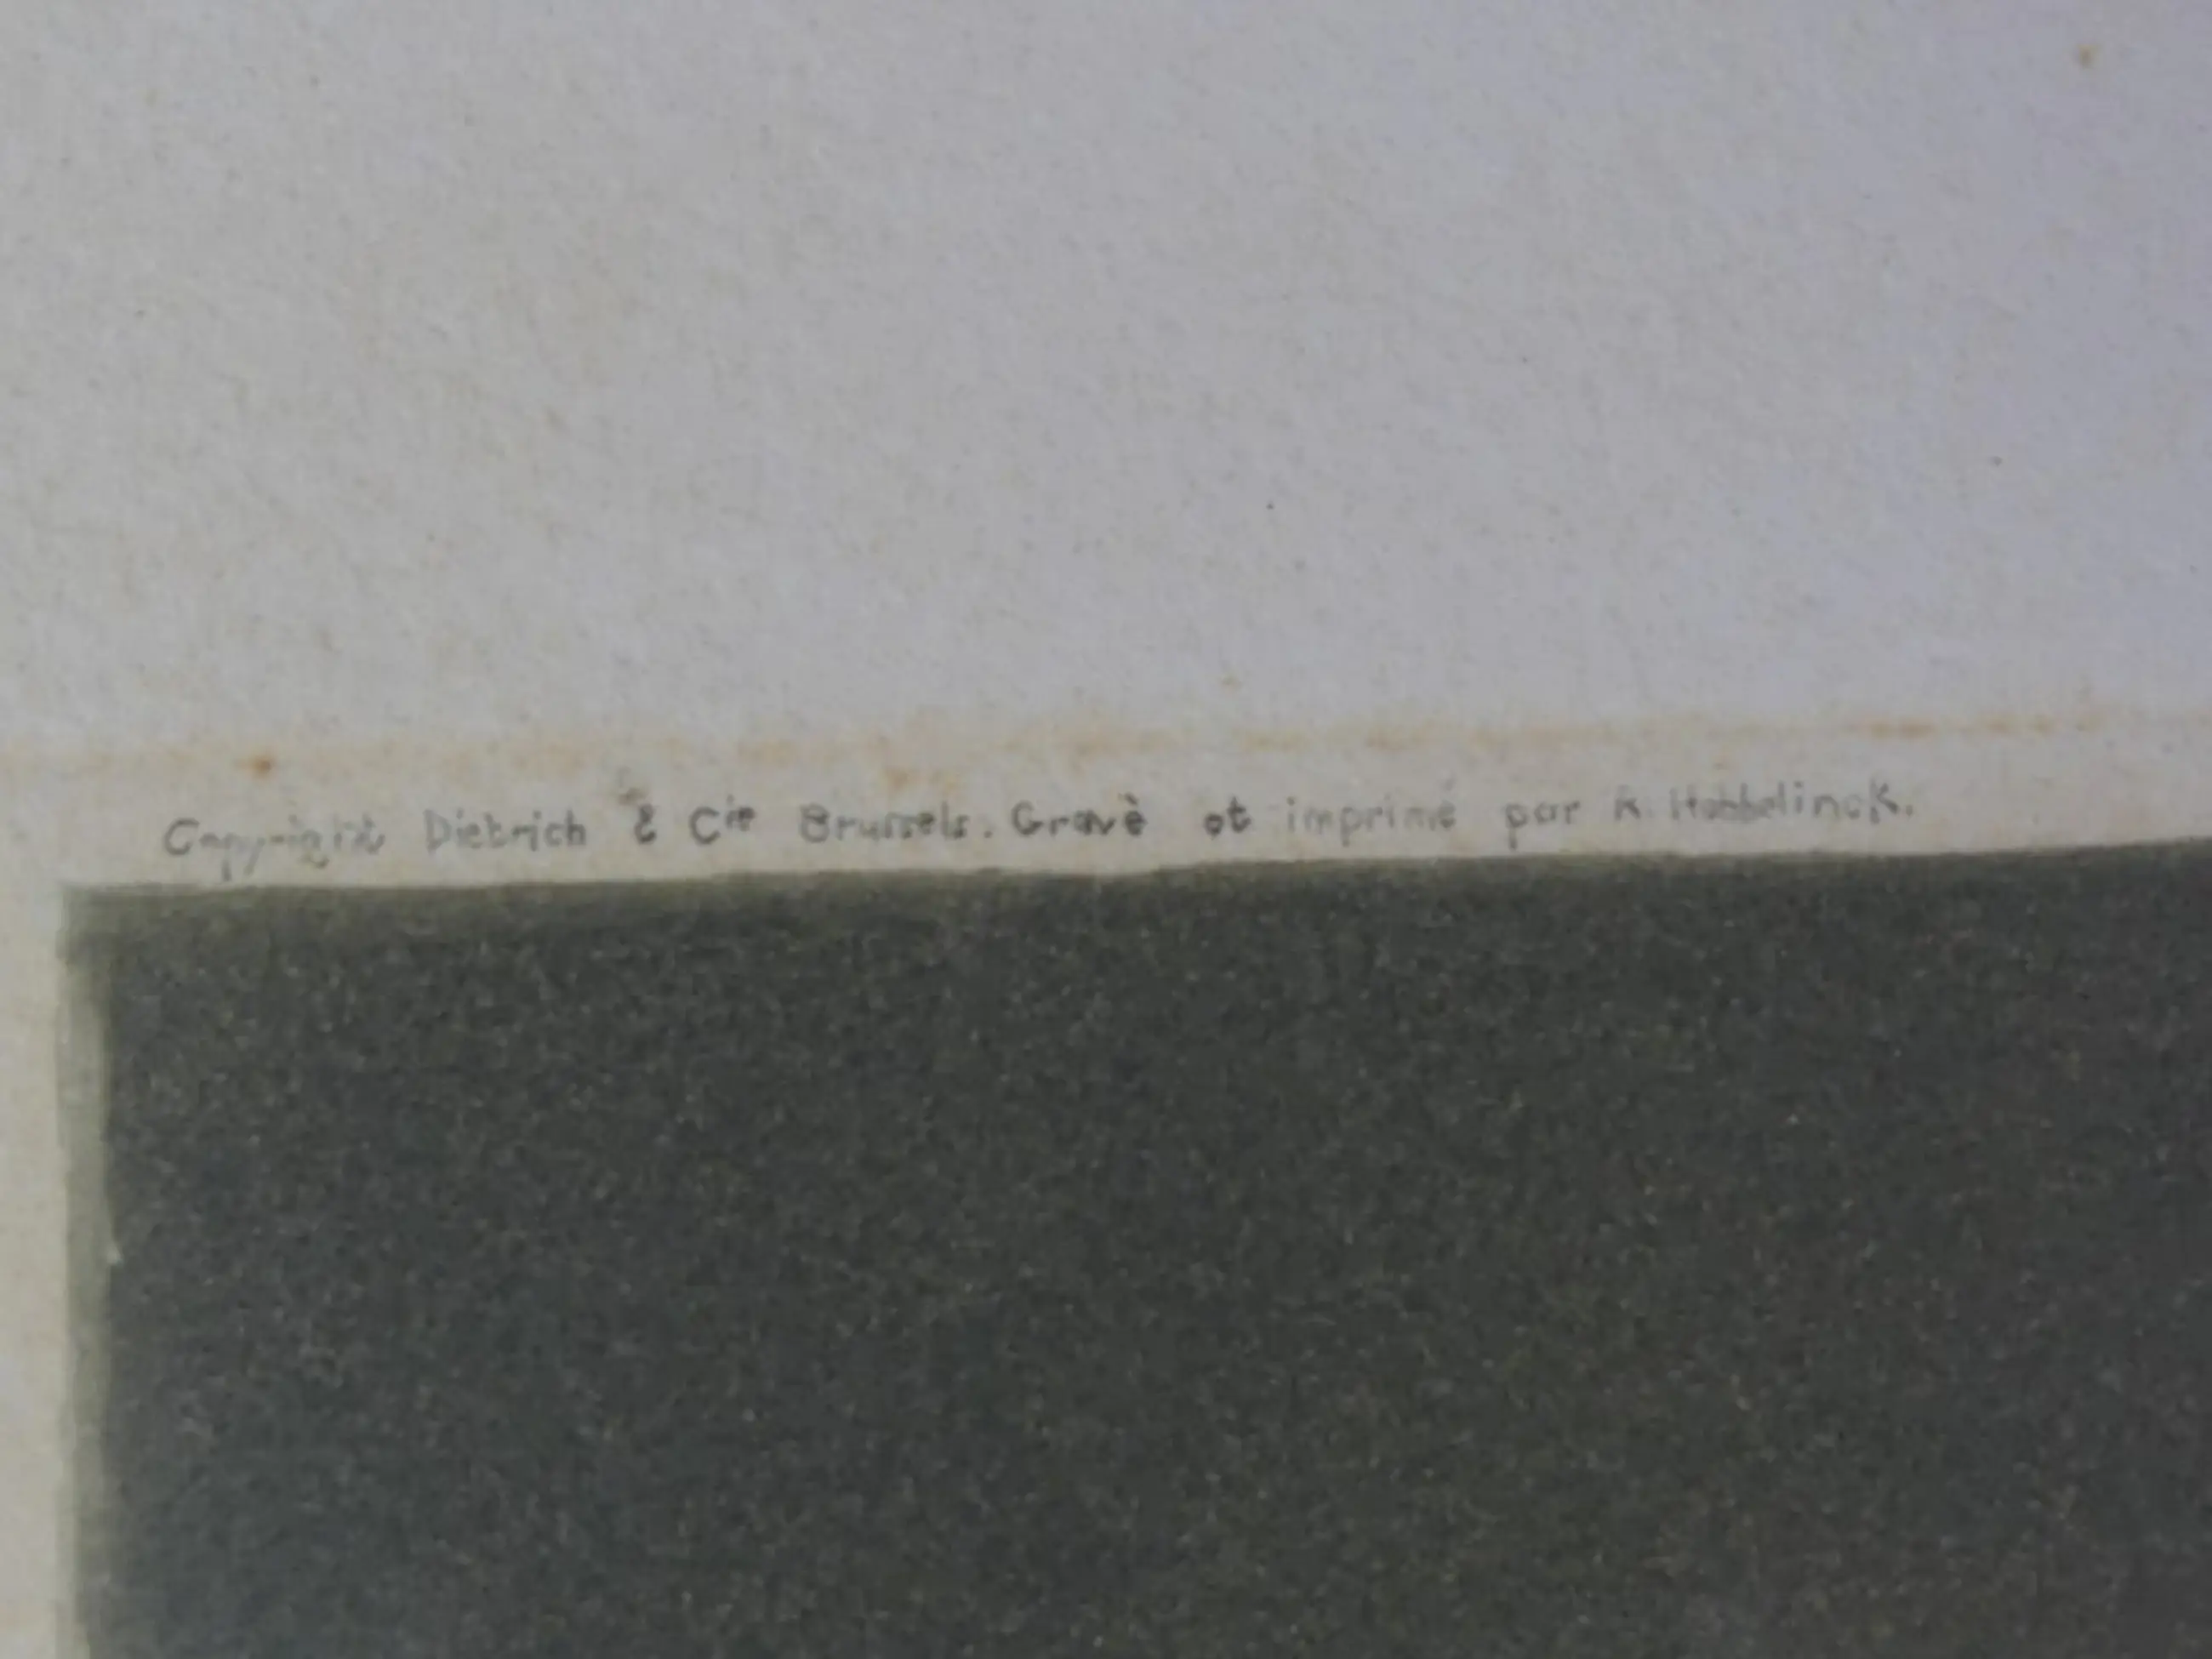 Copyright Dietrich & Cie Brussels. Gravè et imprimé par R. Hobbelinck.